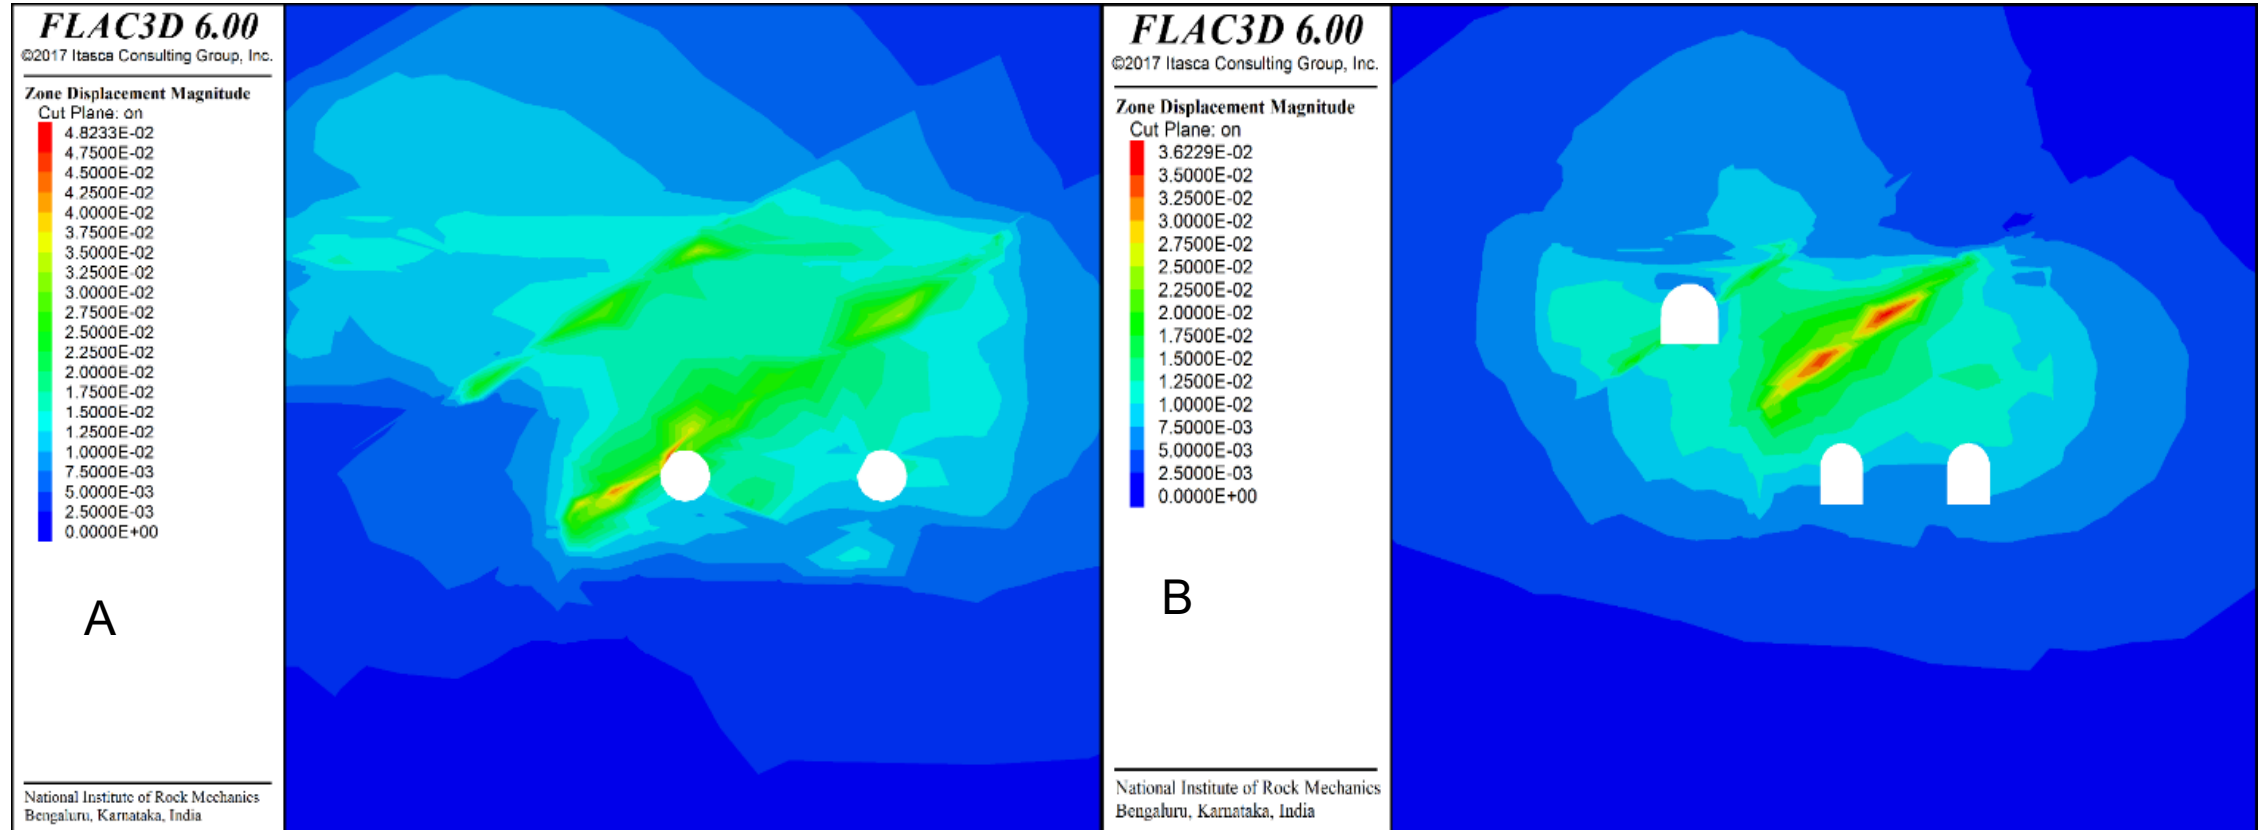 FLAC3D 6.00
©2017 Itasca Consulting Group, Inc.
Zone Displacement Magnitude
Cut Plane: on
4.8233E-02
4.7500E-02
4.5000E-02
4.2500E-02
4.0000E-02
3.7500E-02
3.5000E-02
3.2500E-02
3.0000E-02
2.7500E-02
2.5000E-02
2.2500E-02
2.0000E-02
1.7500E-02
1.5000E-02
1.2500E-02
1.0000E-02
7.5000E-03
5.0000E-03
2.5000E-03
0.0000E+00
A
National Institute of Rock Mechanics
Bengaluru, Karnataka, India
FLAC3D 6.00
©2017 Itasca Consulting Group, Inc.
Zone Displacement Magnitude
Cut Plane: on
3.6229E-02
3.5000E-02
3.2500E-02
3.0000E-02
2.7500E-02
2.5000E-02
2.2500E-02
2.0000E-02
1.7500E-02
1.5000E-02
1.2500E-02
1.0000E-02
7.5000E-03
5.0000E-03
2.5000E-03
0.0000E+00
B
National Institute of Rock Mechanics
Bengaluru, Karnataka, India